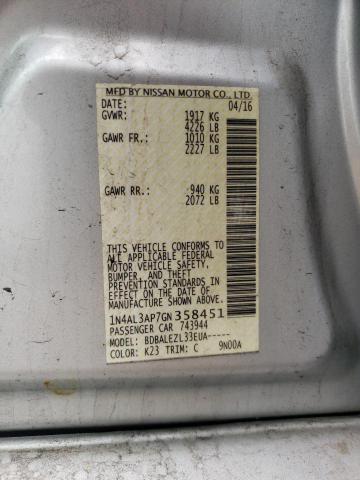 MFD BY NISSAN MOTOR CO., LTD.
DATE: 04/16
GVWR: 1917 KG
4226 LB
GAWR FR.: 1010 KG
2227 LB
GAWR RR.: 940 KG
2072 LB
THIS VEHICLE CONFORMS TO
ALL APPLICABLE FEDERAL
MOTOR VEHICLE SAFETY,
BUMPER, AND THEFT
PREVENTION STANDARDS IN
EFFECT ON THE DATE OF
MANUFACTURE SHOWN ABOVE.
1N4AL3AP7GN358451
PASSENGER CAR 743944
MODEL: BDBALEZL33EUA-----
COLOR: K23 TRIM: C 9N00A